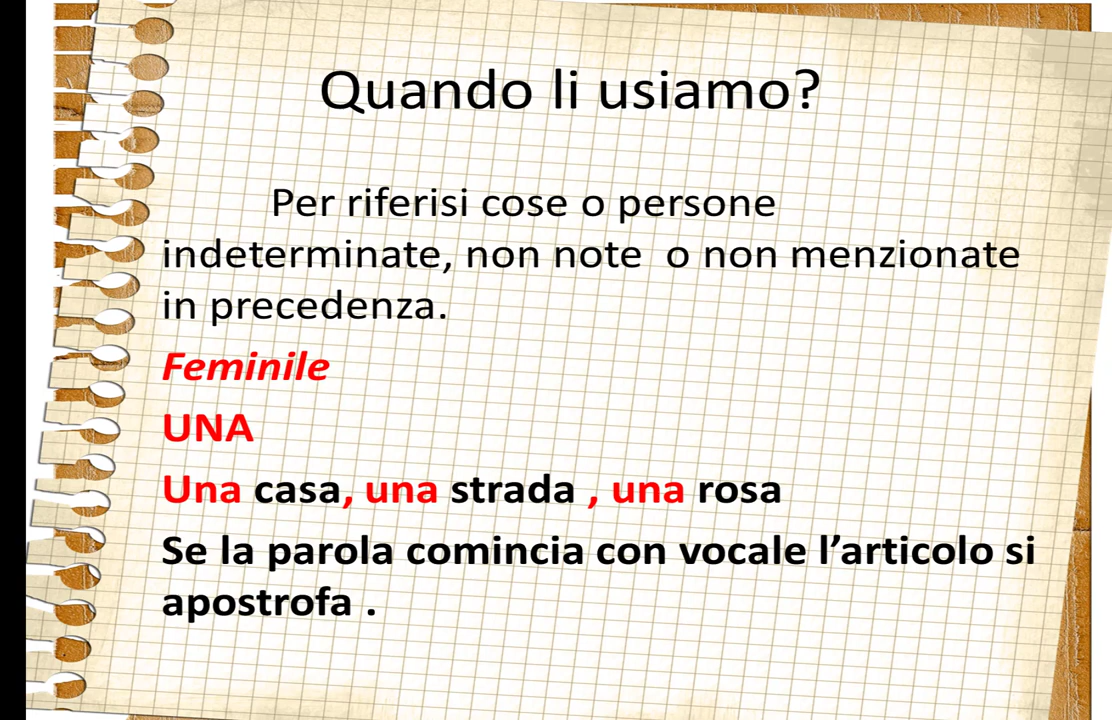 Quando li usiamo?
Per riferisi cose o persone
indeterminate, non note o non menzionate
in precedenza.
Feminile
UNA
Una casa, una strada , una rosa
Se la parola comincia con vocale l’articolo si
apostrofa .